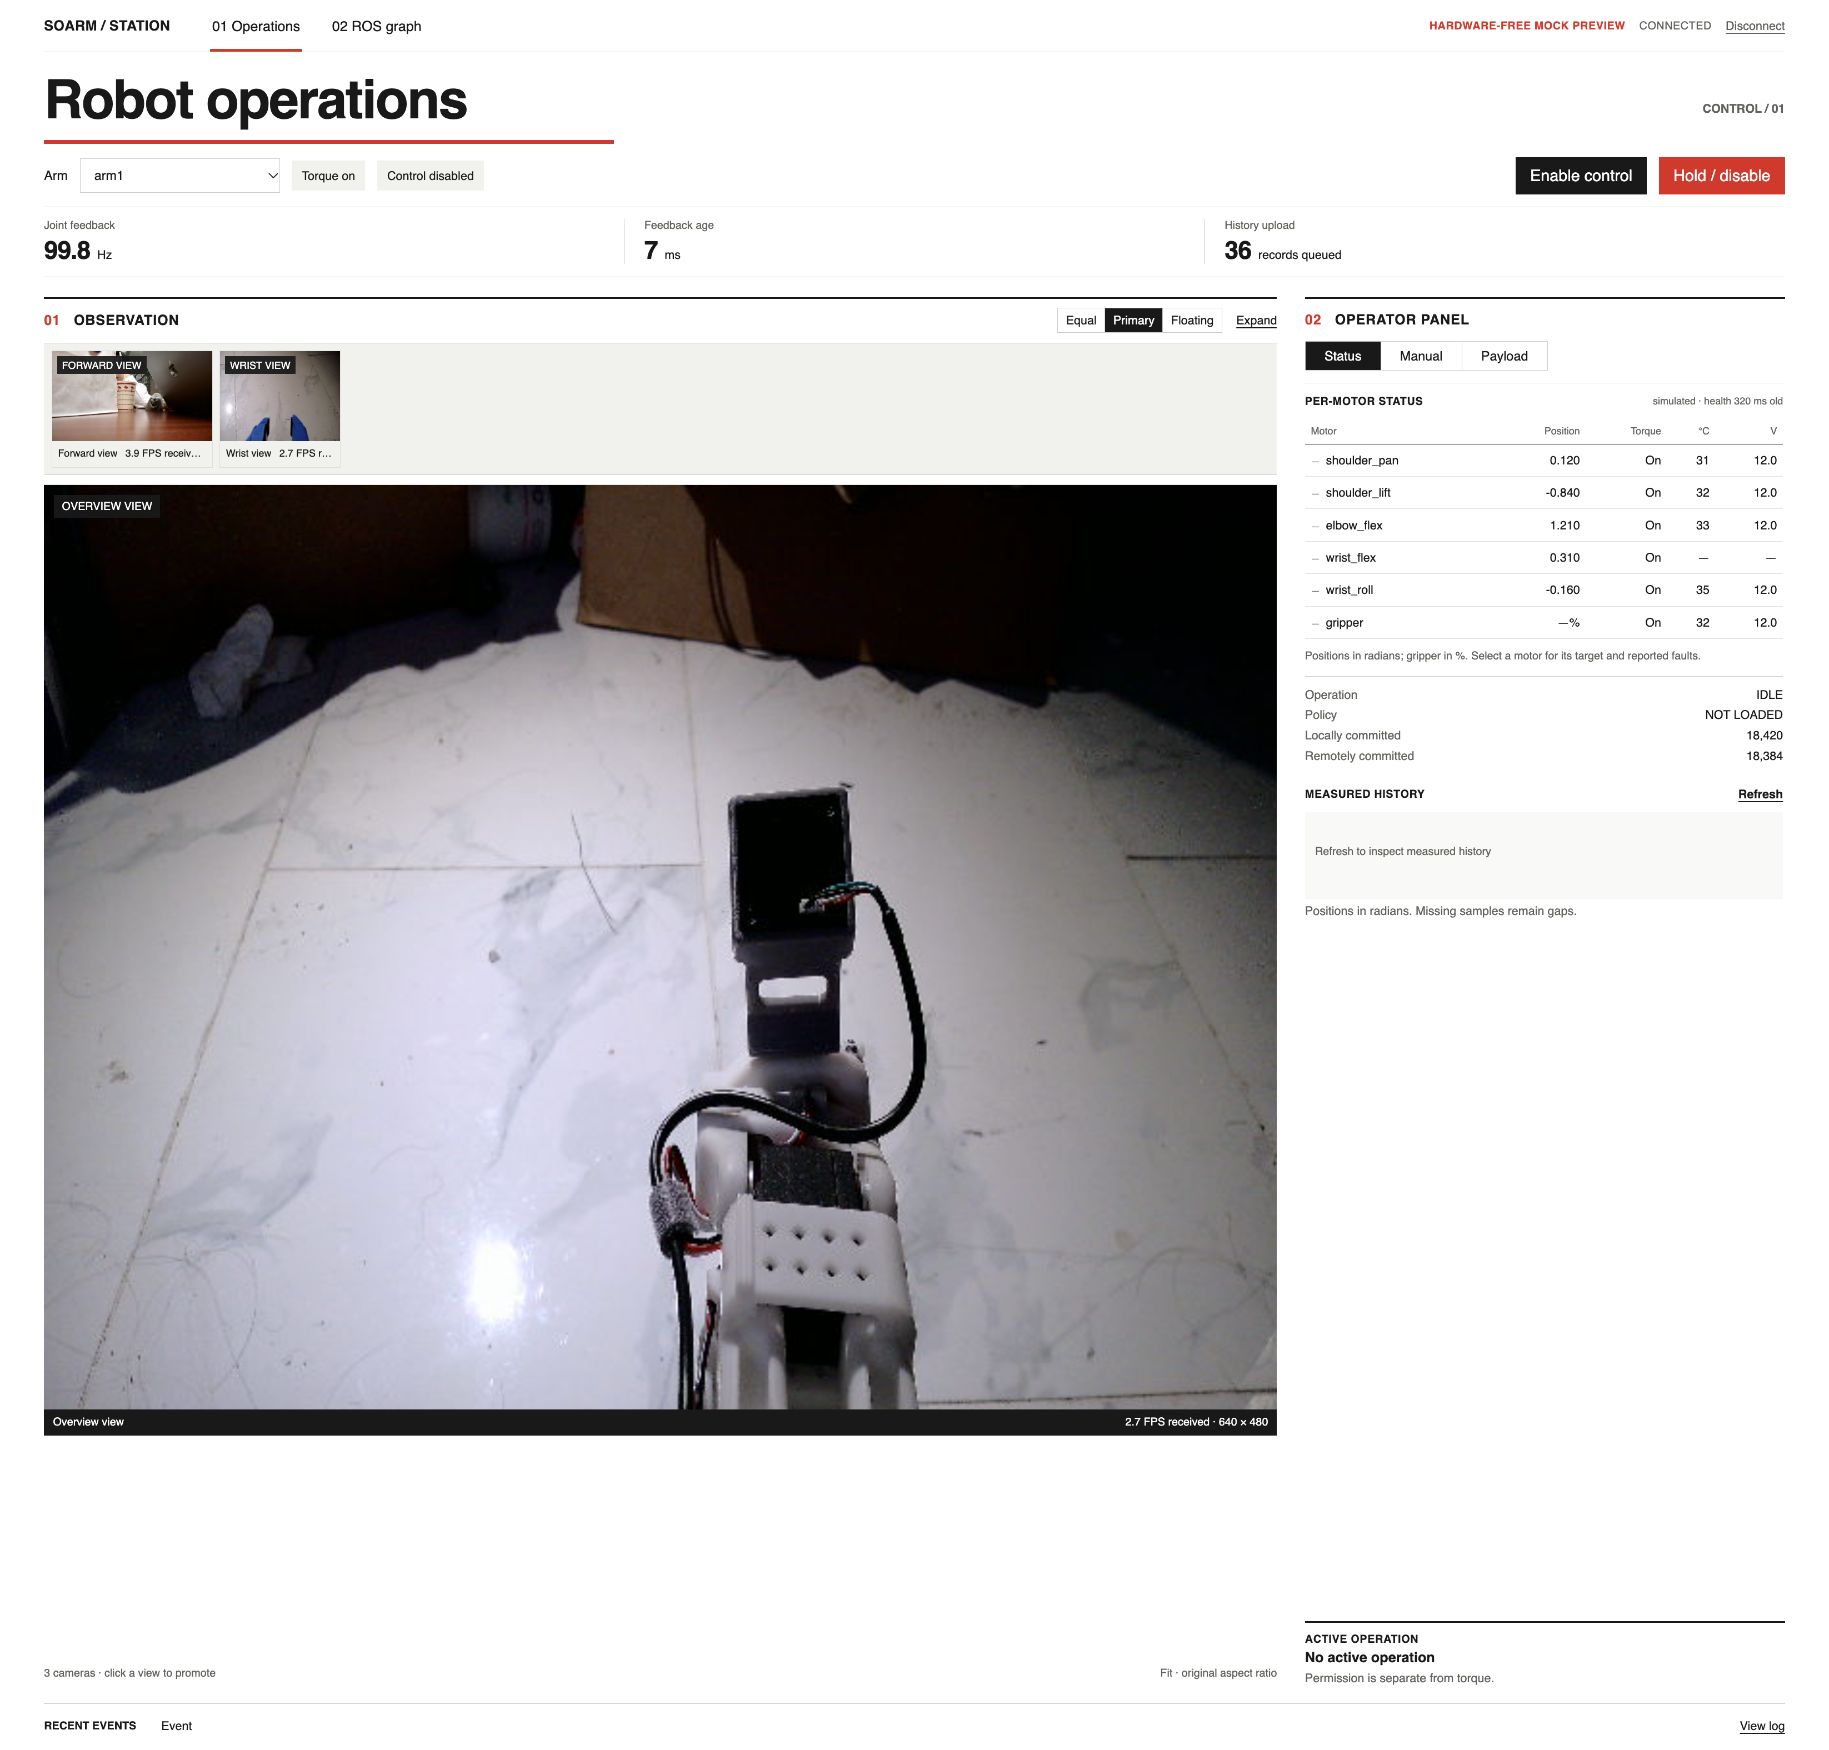 SOARM / STATION 01 Operations 02 ROS graph HARDWARE-FREE MOCK PREVIEW CONNECTED Disconnect
Robot operations
CONTROL / 01
Arm arm1 Torque on Control disabled Enable control Hold / disable
Joint feedback
99.8 Hz
Feedback age
7 ms
History upload
36 records queued
01 OBSERVATION Equal Primary Floating Expand
FORWARD VIEW
Forward view 3.9 FPS receiv...
WRIST VIEW
Wrist view 2.7 FPS r...
OVERVIEW VIEW
Overview view 2.7 FPS received · 640 × 480
3 cameras · click a view to promote Fit · original aspect ratio
02 OPERATOR PANEL
Status Manual Payload
PER-MOTOR STATUS simulated · health 320 ms old
Motor Position Torque °C V
– shoulder_pan 0.120 On 31 12.0
– shoulder_lift -0.840 On 32 12.0
– elbow_flex 1.210 On 33 12.0
– wrist_flex 0.310 On — —
– wrist_roll -0.160 On 35 12.0
– gripper —% On 32 12.0
Positions in radians; gripper in %. Select a motor for its target and reported faults.
Operation IDLE
Policy NOT LOADED
Locally committed 18,420
Remotely committed 18,384
MEASURED HISTORY Refresh
Refresh to inspect measured history
Positions in radians. Missing samples remain gaps.
ACTIVE OPERATION
No active operation
Permission is separate from torque.
RECENT EVENTS Event View log